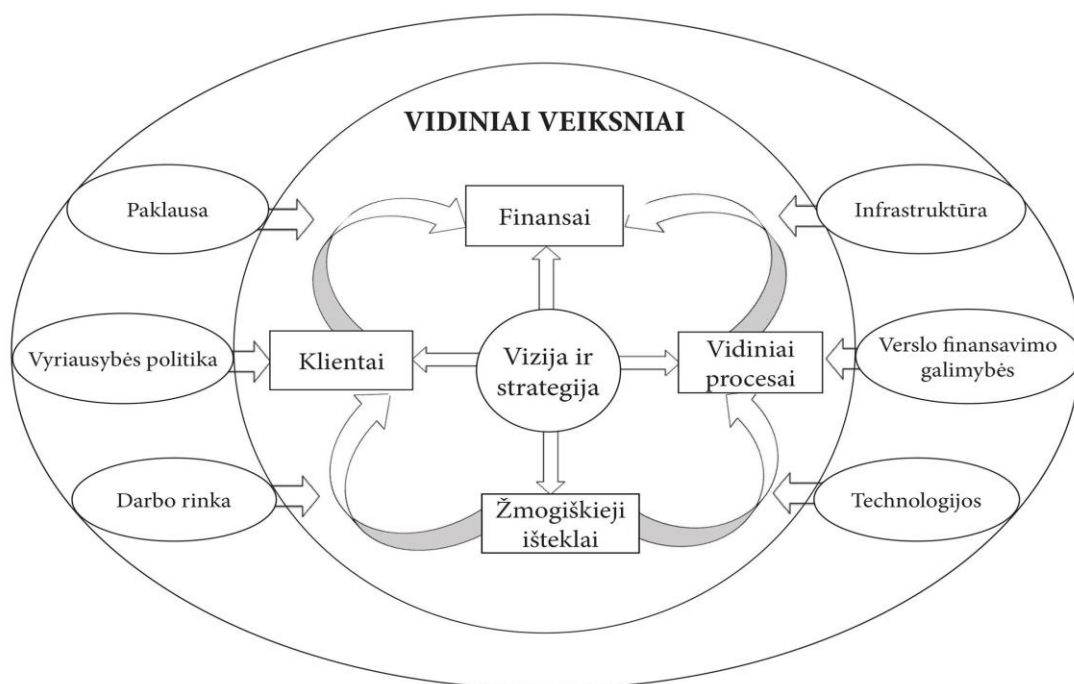 VIDINIAI VEIKSNIAI
Paklausa
Finansai
Infrastruktūra
Vyriausybės politika
Klientai
Vizija ir
strategija
Vidiniai
procesai
Verslo finansavimo
galimybės
Darbo rinka
Žmogiškieji
išteklai
Technologijos